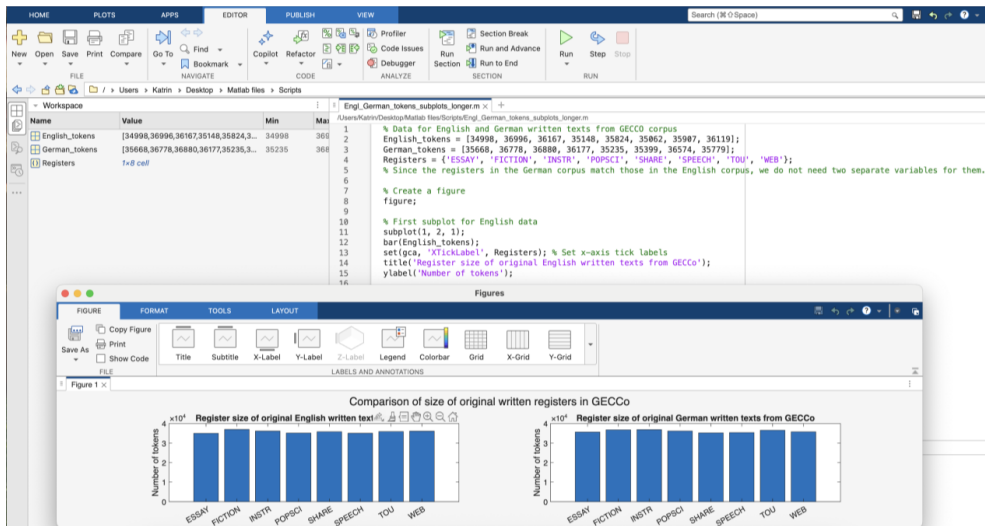 HOME PLOTS APPS EDITOR PUBLISH VIEW Search (⌘⇧Space)
New Open Save Print Compare Go To Find Bookmark Copilot Refactor Profiler Code Issues Debugger Run Section Section Break Run and Advance Run to End Run Step Stop
FILE NAVIGATE CODE ANALYZE SECTION RUN
/ › Users › Katrin › Desktop › Matlab files › Scripts
Workspace
Name Value Min Max
English_tokens [34998,36996,36167,35148,35824,3... 34998 369
German_tokens [35668,36778,36880,36177,35235,3... 35235 368
Registers 1×8 cell
Engl_German_tokens_subplots_longer.m × +
/Users/Katrin/Desktop/Matlab files/Scripts/Engl_German_tokens_subplots_longer.m
1 % Data for English and German written texts from GECCO corpus
2 English_tokens = [34998, 36996, 36167, 35148, 35824, 35062, 35907, 36119];
3 German_tokens = [35668, 36778, 36880, 36177, 35235, 35399, 36574, 35779];
4 Registers = {'ESSAY', 'FICTION', 'INSTR', 'POPSCI', 'SHARE', 'SPEECH', 'TOU', 'WEB'};
5 % Since the registers in the German corpus match those in the English corpus, we do not need two separate variables for them.
6
7 % Create a figure
8 figure;
9
10 % First subplot for English data
11 subplot(1, 2, 1);
12 bar(English_tokens);
13 set(gca, 'XTickLabel', Registers); % Set x-axis tick labels
14 title('Register size of original English written texts from GECCo');
15 ylabel('Number of tokens');
16
Figures
FIGURE FORMAT TOOLS LAYOUT
Save As Copy Figure Print Show Code Title Subtitle X-Label Y-Label Z-Label Legend Colorbar Grid X-Grid Y-Grid
FILE LABELS AND ANNOTATIONS
Figure 1 ×
Comparison of size of original written registers in GECCo
×10⁴ Register size of original English written text
Number of tokens
4
3
2
1
0
ESSAY FICTION INSTR POPSCI SHARE SPEECH TOU WEB
×10⁴ Register size of original German written texts from GECCo
Number of tokens
4
3
2
1
0
ESSAY FICTION INSTR POPSCI SHARE SPEECH TOU WEB